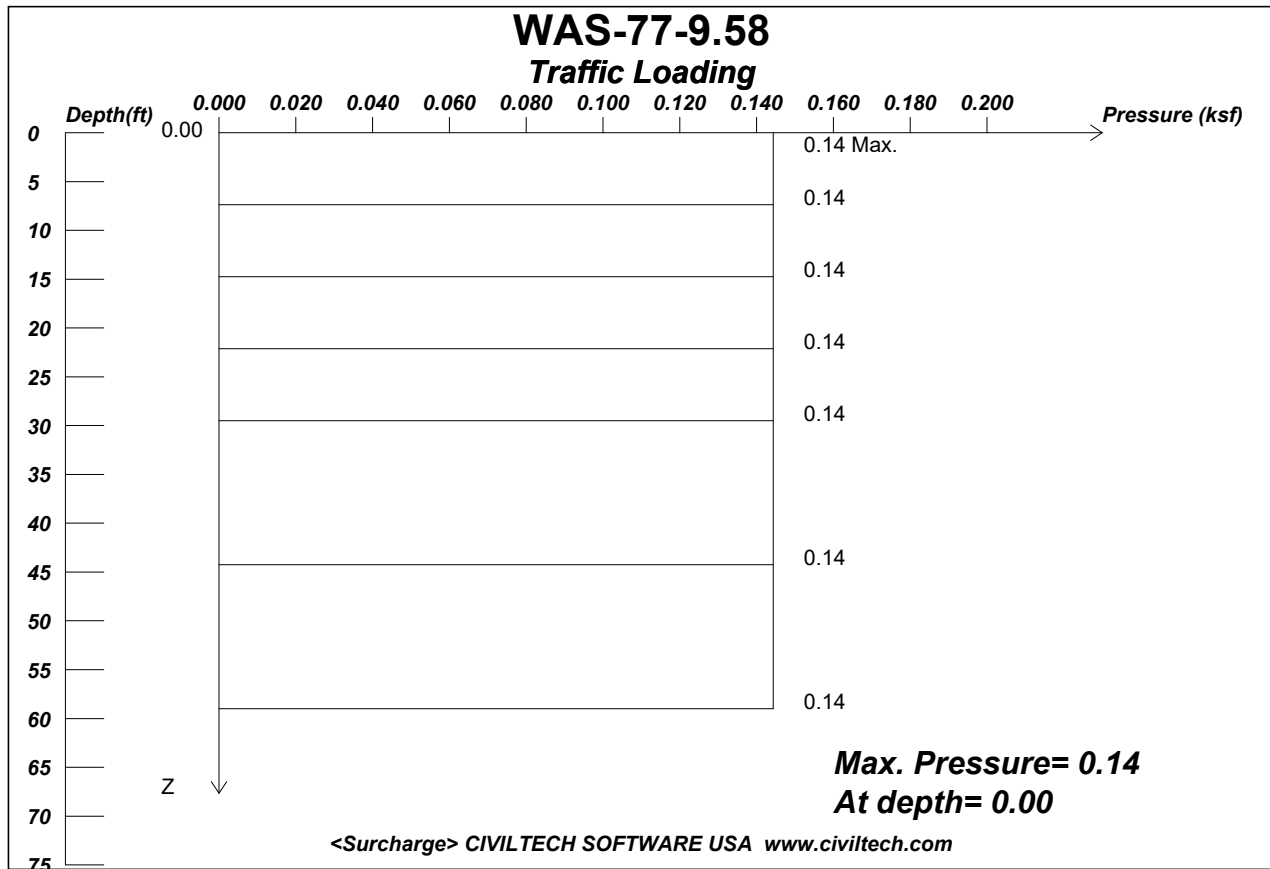 WAS-77-9.58
Traffic Loading
Depth(ft) 0.000 0.020 0.040 0.060 0.080 0.100 0.120 0.140 0.160 0.180 0.200 Pressure (ksf)
0 0.00
0.14 Max.
5
0.14
10
0.14
15
20
0.14
25
0.14
30
35
40
0.14
45
50
55
0.14
60
65
Max. Pressure= 0.14
Z
At depth= 0.00
70
<Surcharge> CIVILTECH SOFTWARE USA www.civiltech.com
75